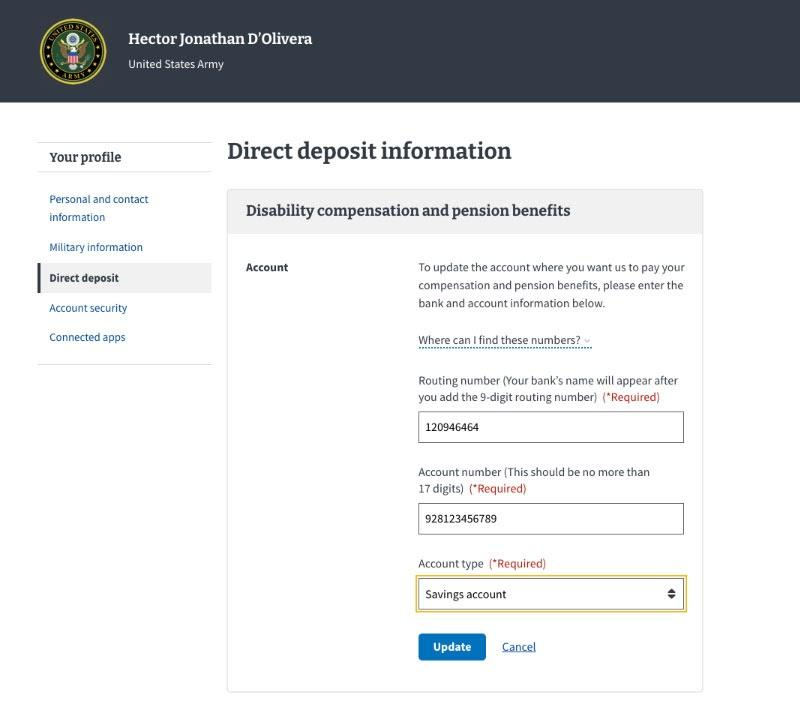 UNITED STATES
ARMY
Hector Jonathan D’Olivera
United States Army
Your profile
Personal and contact
information
Military information
Direct deposit
Account security
Connected apps
Direct deposit information
Disability compensation and pension benefits
Account
To update the account where you want us to pay your
compensation and pension benefits, please enter the
bank and account information below.
Where can I find these numbers?
Routing number (Your bank’s name will appear after
you add the 9-digit routing number) (*Required)
120946464
Account number (This should be no more than
17 digits) (*Required)
928123456789
Account type (*Required)
Savings account
Update Cancel